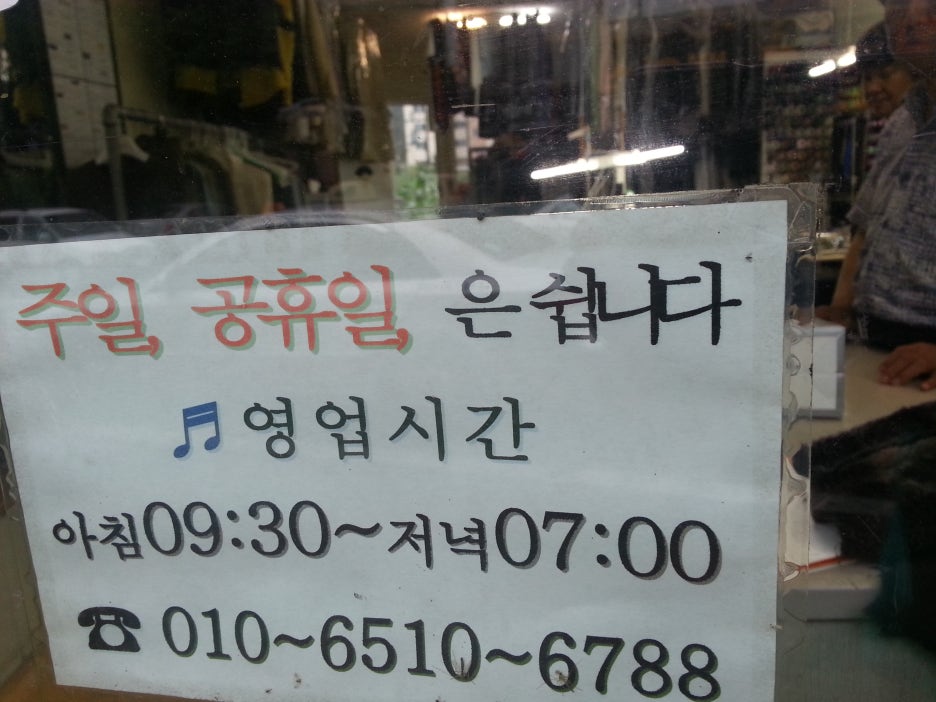 주일, 공휴일, 은 쉽니다
♬ 영업시간
아침09:30~저녁07:00
☎ 010~6510~6788